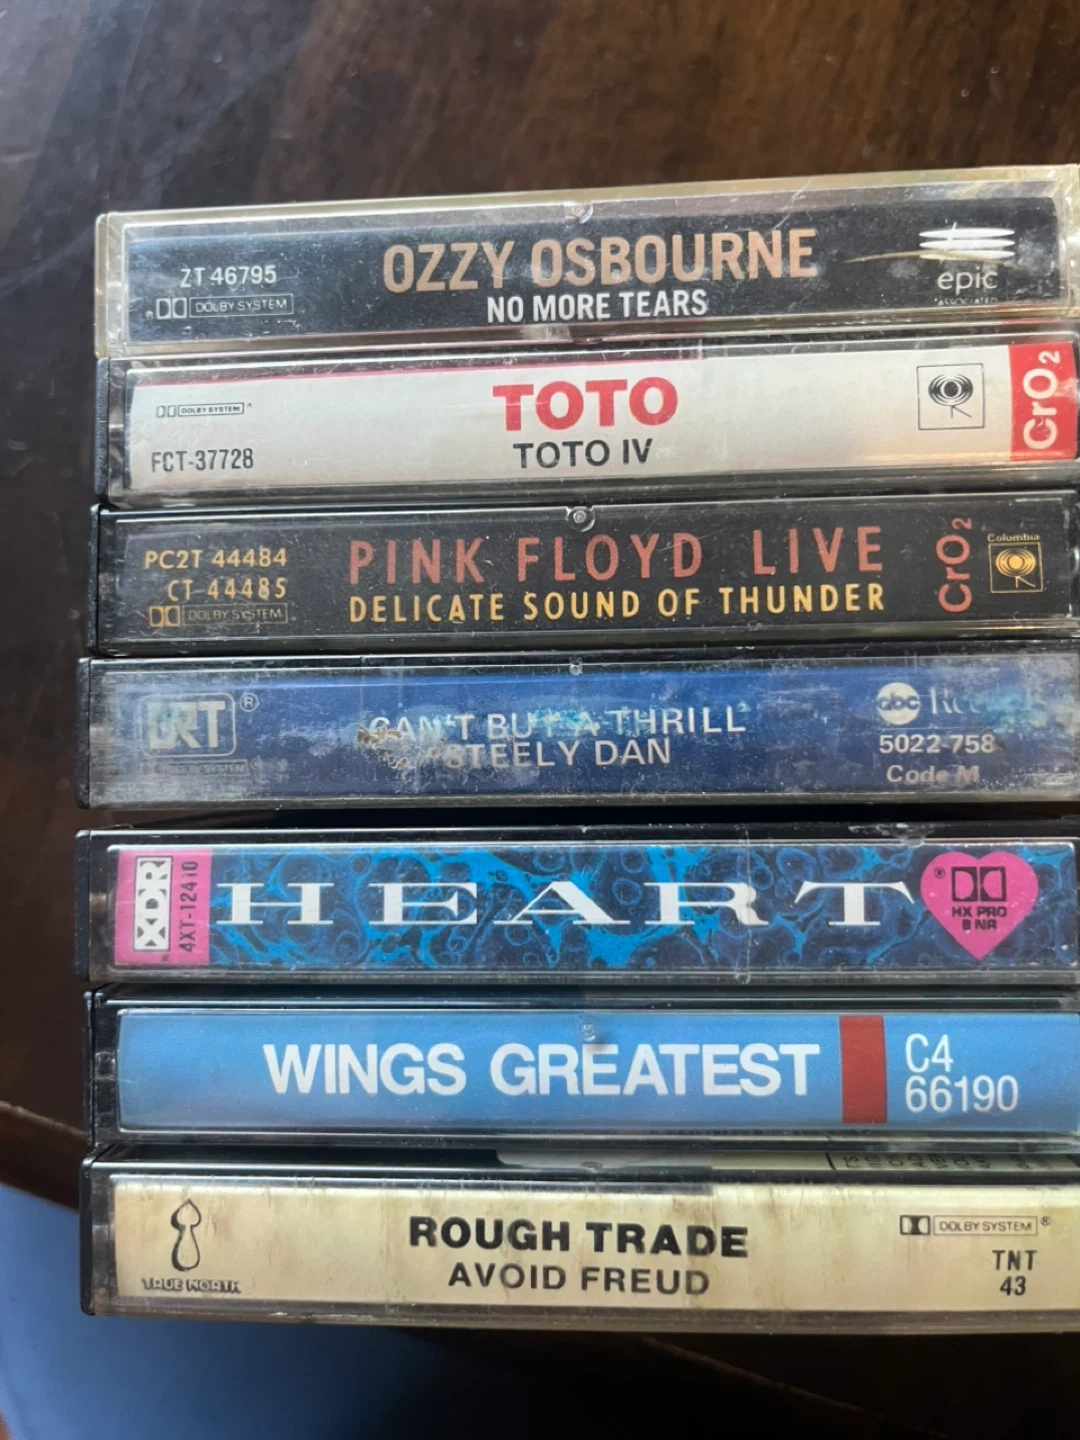 ZT 46795
DOLBY SYSTEM
OZZY OSBOURNE
NO MORE TEARS
epic
DOLBY SYSTEM
FCT-37728
TOTO
TOTO IV
CrO2
PC2T 44484
CT 44485
DOLBY SYSTEM
PINK FLOYD LIVE
DELICATE SOUND OF THUNDER
CrO2
Columbia
GRT ®
CAN'T BUY A THRILL
STEELY DAN
abc
5022-758
Code M
XDR
4XT-12410
HEART
HX PRO
B NR
WINGS GREATEST
C4
66190
TRUE NORTH
ROUGH TRADE
AVOID FREUD
DOLBY SYSTEM ®
TNT
43